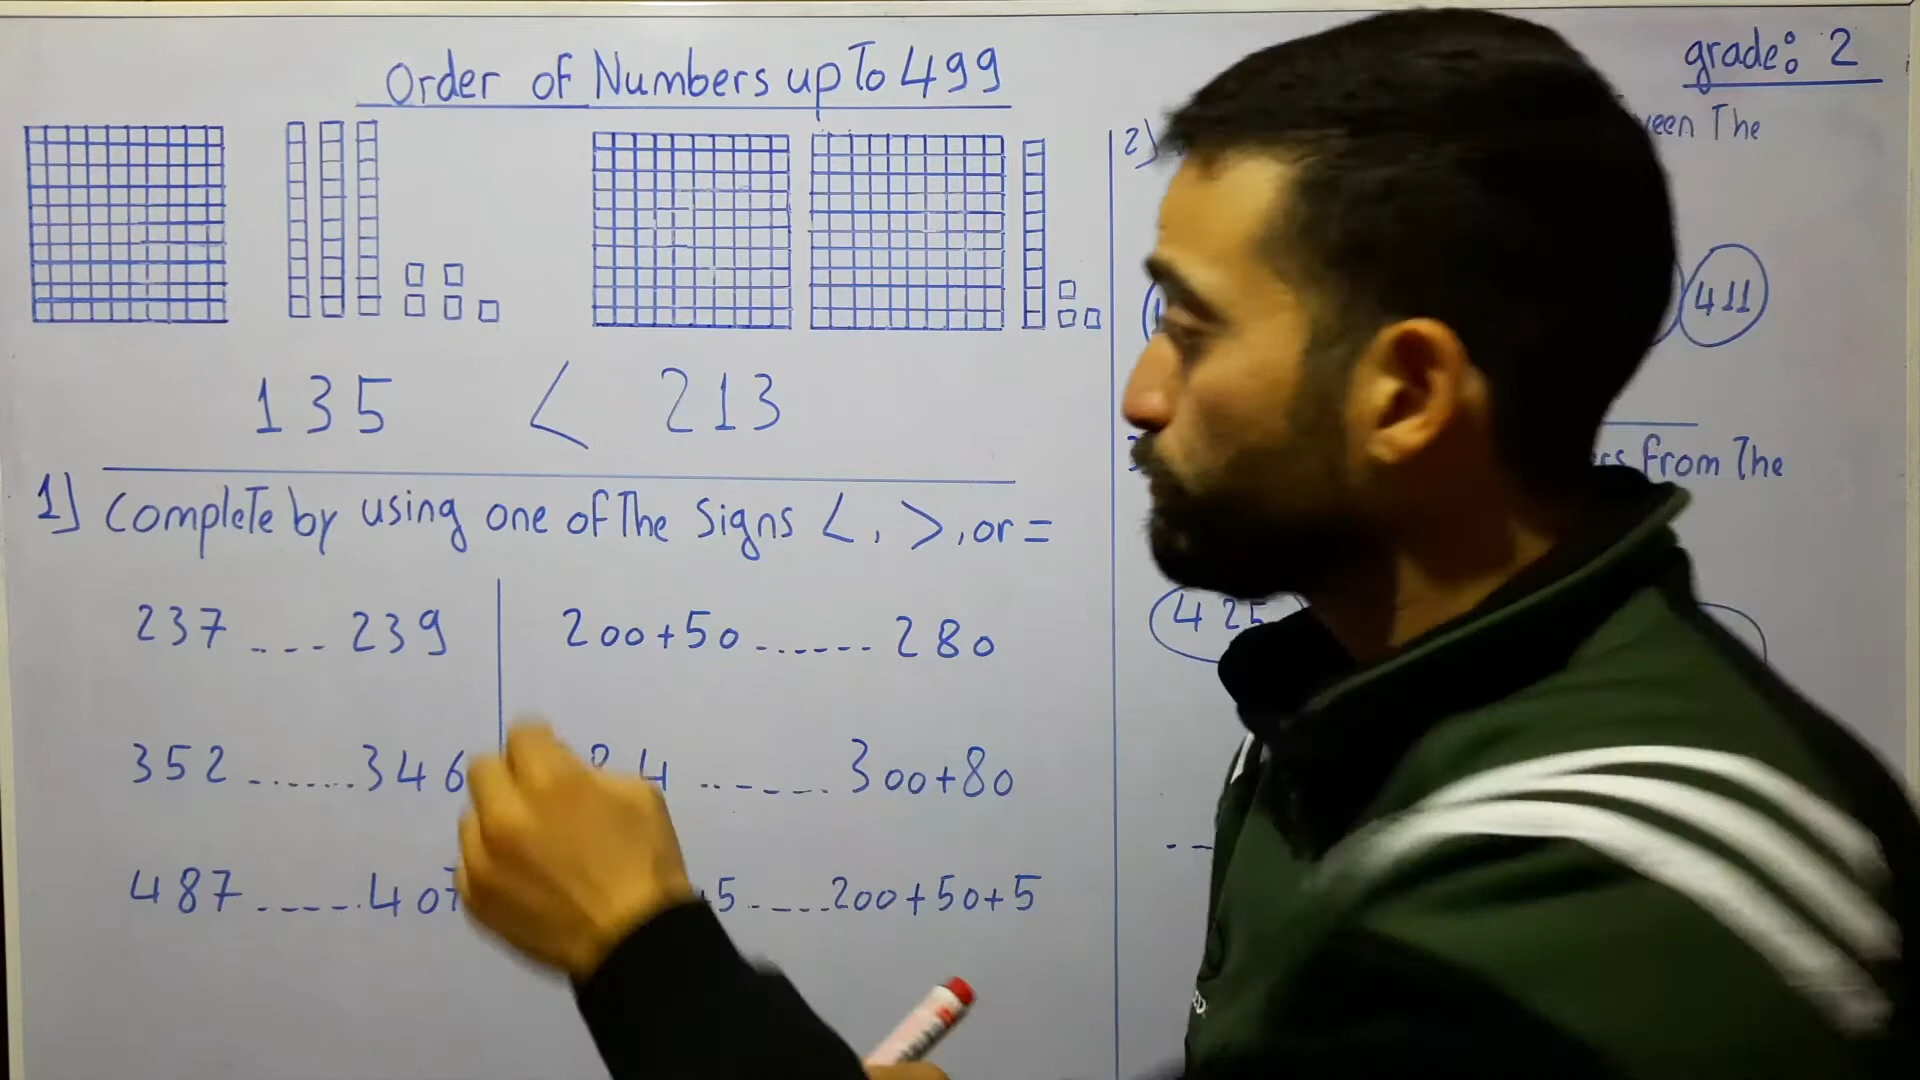 Order of Numbers up To 499
grade: 2
135 < 213
1) Complete by using one of The Signs <, >, or =
237 .... 239
200+50 ...... 280
352 ....... 346
4 ...... 300+80
487 ..... 407
+5 ..... 200+50+5
2)
The
411
from The
425